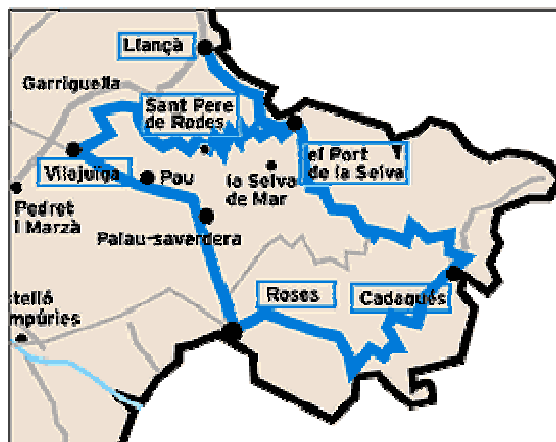 Llançà
Garriguella
Sant Pere
de Rodes
el Port
de la Selva
Vilajuïga
Pau
la Selva
de Mar
Pedret
i Marzà
Palau-saverdera
Roses
Cadaqués
stelló
mpúries